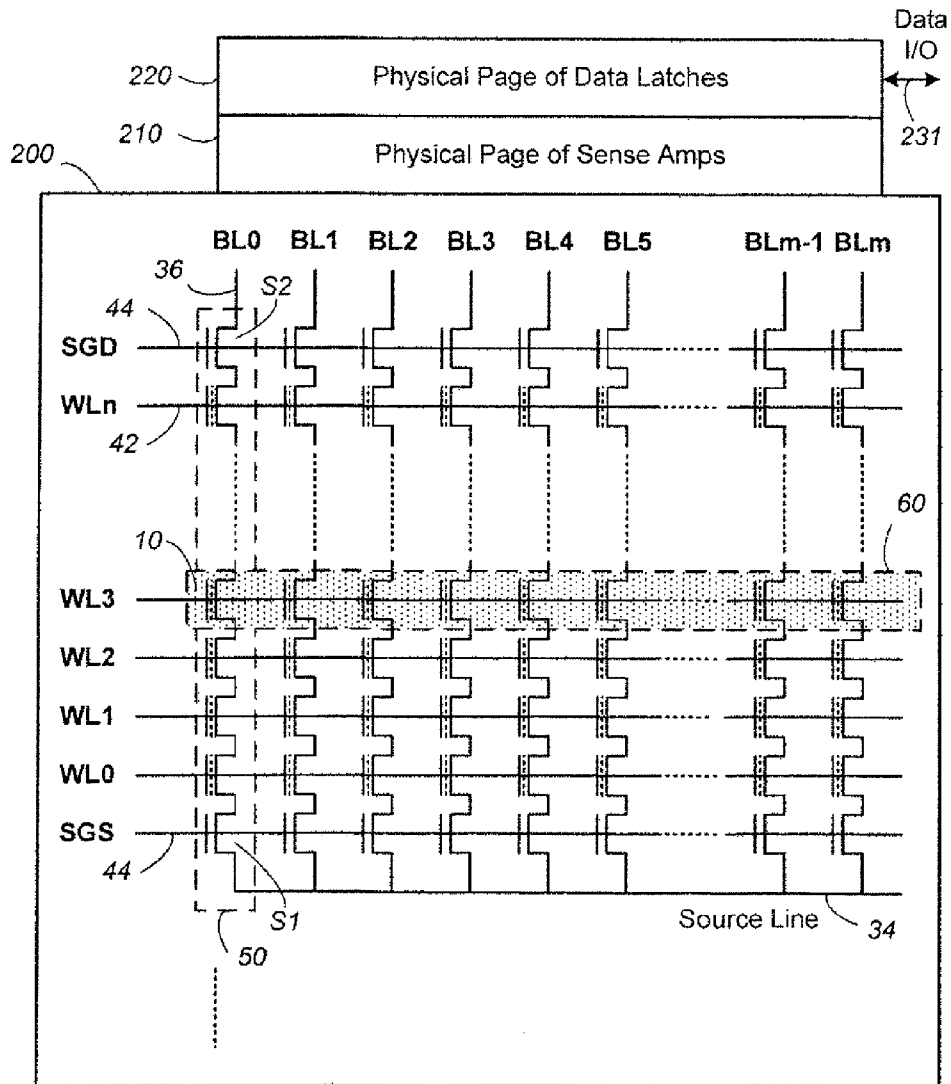 Data
I/O
220
Physical Page of Data Latches
231
210
Physical Page of Sense Amps
200
BL0 BL1 BL2 BL3 BL4 BL5 BLm-1 BLm
36
S2
44
SGD
WLn
42
60
10
WL3
WL2
WL1
WL0
SGS
44
S1
Source Line
34
50